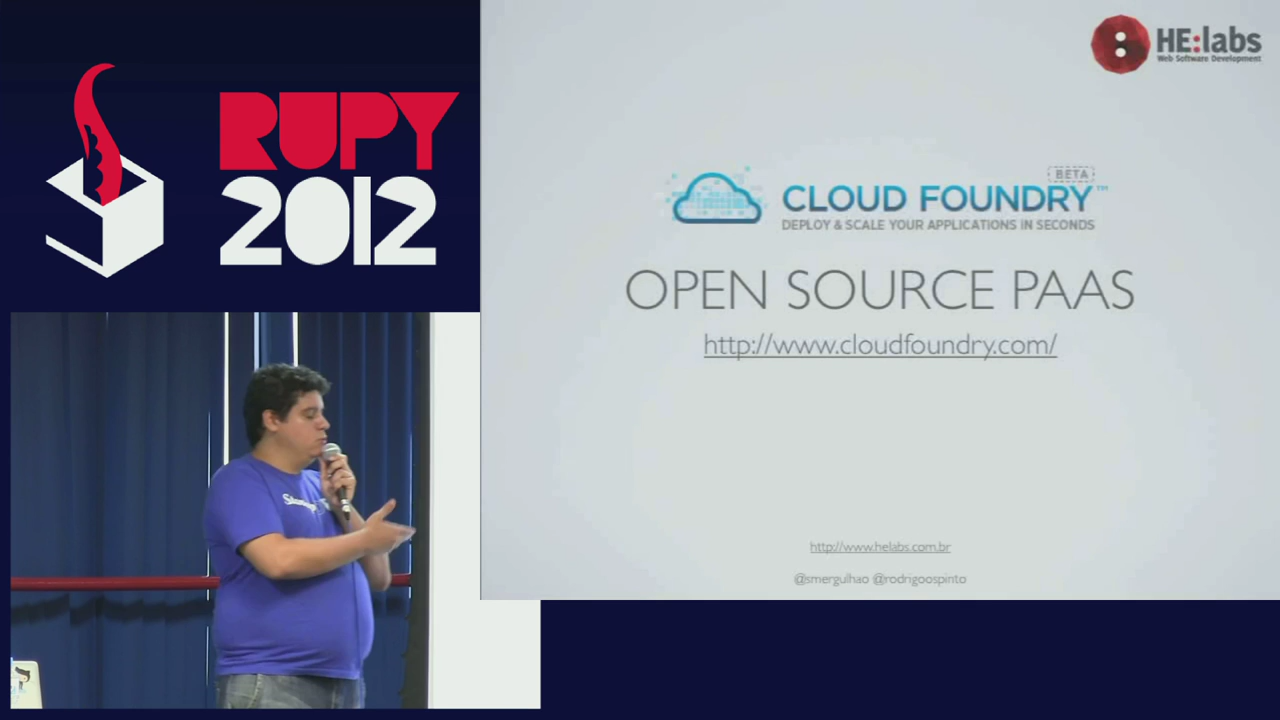 RUPY
2012
HE:labs
Web Software Development
BETA
CLOUD FOUNDRY™
DEPLOY & SCALE YOUR APPLICATIONS IN SECONDS
OPEN SOURCE PAAS
http://www.cloudfoundry.com/
http://www.helabs.com.br
@smergulhao @rodrigoospinto